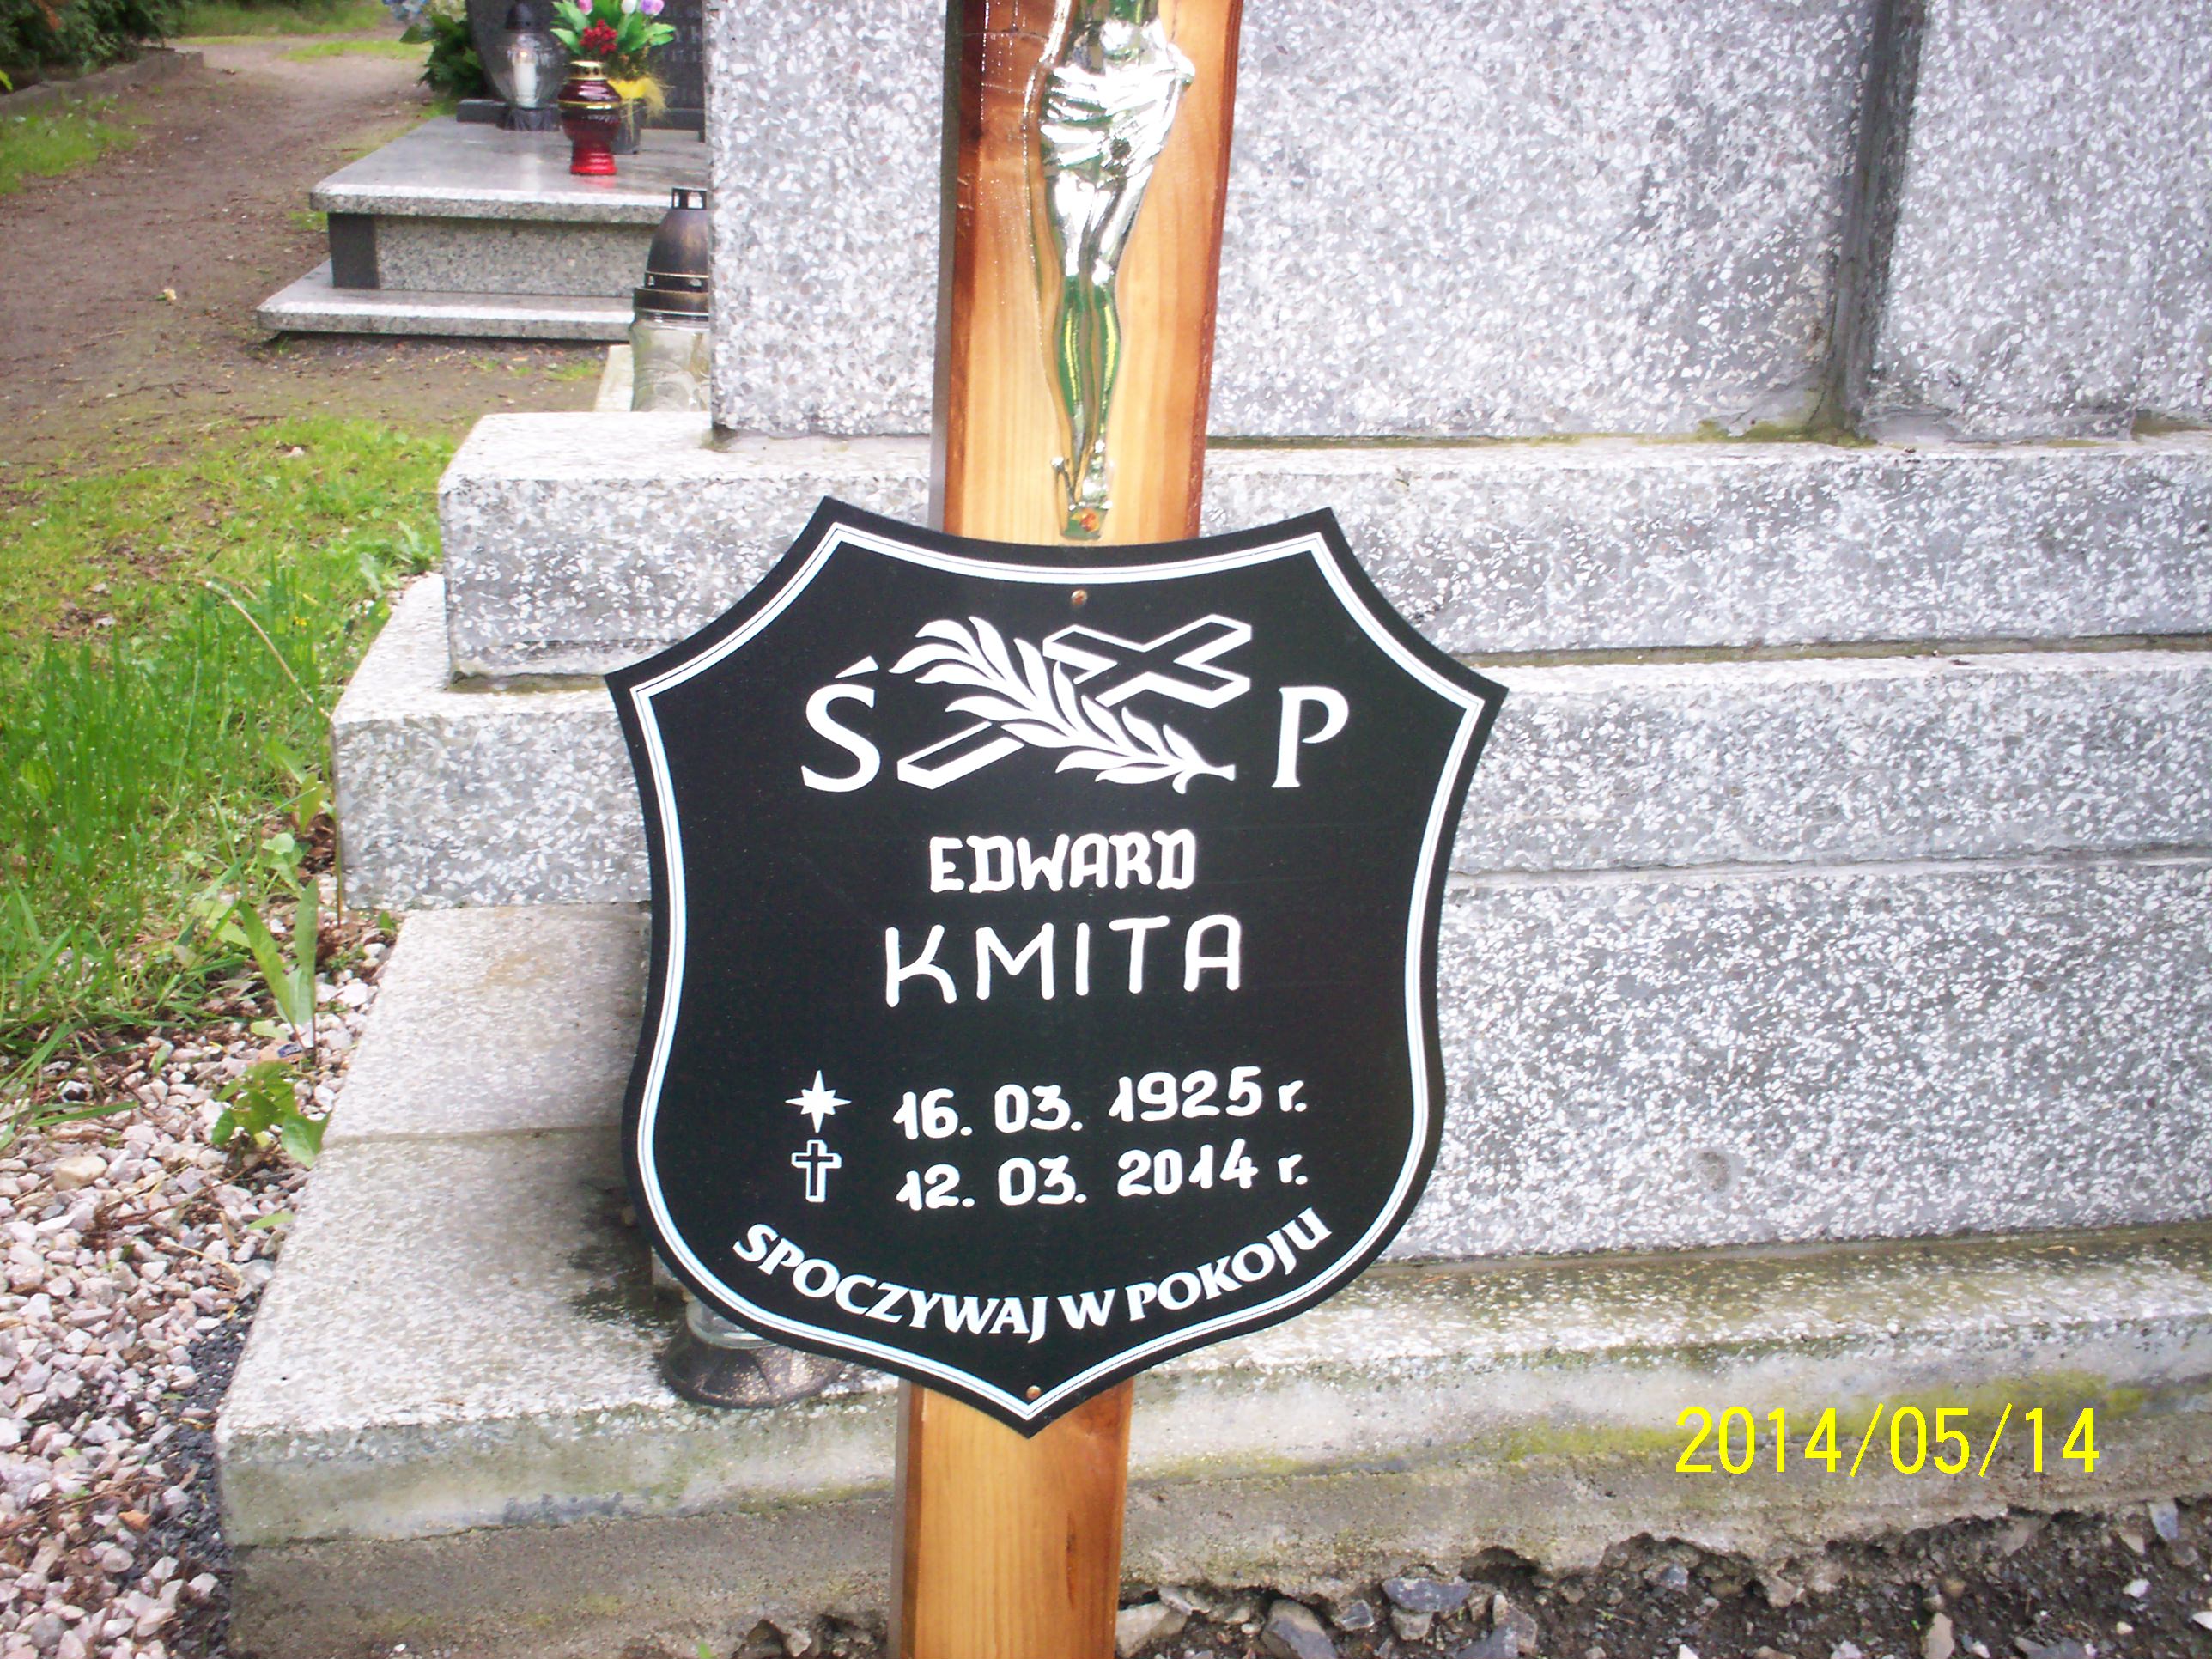 Ś P
EDWARD
KMITA
16. 03. 1925 r.
12. 03. 2014 r.
SPOCZYWAJ W POKOJU
2014/05/14